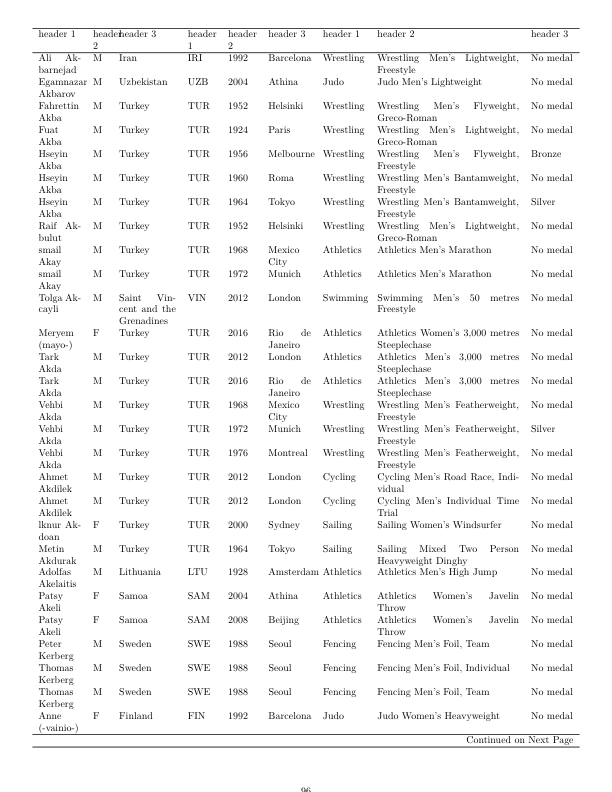 header 1 header 2 header 3 header 1 header 2 header 3 header 1 header 2 header 3
Ali Ak- M Iran IRI 1992 Barcelona Wrestling Wrestling Men's Lightweight, No medal
barnejad Freestyle
Egamnazar M Uzbekistan UZB 2004 Athina Judo Judo Men's Lightweight No medal
Akbarov
Fahrettin M Turkey TUR 1952 Helsinki Wrestling Wrestling Men's Flyweight, No medal
Akba Greco-Roman
Fuat M Turkey TUR 1924 Paris Wrestling Wrestling Men's Lightweight, No medal
Akba Greco-Roman
Hseyin M Turkey TUR 1956 Melbourne Wrestling Wrestling Men's Flyweight, Bronze
Akba Freestyle
Hseyin M Turkey TUR 1960 Roma Wrestling Wrestling Men's Bantamweight, No medal
Akba Freestyle
Hseyin M Turkey TUR 1964 Tokyo Wrestling Wrestling Men's Bantamweight, Silver
Akba Freestyle
Raif Ak- M Turkey TUR 1952 Helsinki Wrestling Wrestling Men's Lightweight, No medal
bulut Greco-Roman
smail M Turkey TUR 1968 Mexico Athletics Athletics Men's Marathon No medal
Akay City
smail M Turkey TUR 1972 Munich Athletics Athletics Men's Marathon No medal
Akay
Tolga Ak- M Saint Vin- VIN 2012 London Swimming Swimming Men's 50 metres No medal
cayli cent and the Freestyle
Grenadines
Meryem F Turkey TUR 2016 Rio de Athletics Athletics Women's 3,000 metres No medal
(mayo-) Janeiro Steeplechase
Tark M Turkey TUR 2012 London Athletics Athletics Men's 3,000 metres No medal
Akda Steeplechase
Tark M Turkey TUR 2016 Rio de Athletics Athletics Men's 3,000 metres No medal
Akda Janeiro Steeplechase
Vehbi M Turkey TUR 1968 Mexico Wrestling Wrestling Men's Featherweight, No medal
Akda City Freestyle
Vehbi M Turkey TUR 1972 Munich Wrestling Wrestling Men's Featherweight, Silver
Akda Freestyle
Vehbi M Turkey TUR 1976 Montreal Wrestling Wrestling Men's Featherweight, No medal
Akda Freestyle
Ahmet M Turkey TUR 2012 London Cycling Cycling Men's Road Race, Indi- No medal
Akdilek vidual
Ahmet M Turkey TUR 2012 London Cycling Cycling Men's Individual Time No medal
Akdilek Trial
lknur Ak- F Turkey TUR 2000 Sydney Sailing Sailing Women's Windsurfer No medal
doan
Metin M Turkey TUR 1964 Tokyo Sailing Sailing Mixed Two Person No medal
Akdurak Heavyweight Dinghy
Adolfas M Lithuania LTU 1928 Amsterdam Athletics Athletics Men's High Jump No medal
Akelaitis
Patsy F Samoa SAM 2004 Athina Athletics Athletics Women's Javelin No medal
Akeli Throw
Patsy F Samoa SAM 2008 Beijing Athletics Athletics Women's Javelin No medal
Akeli Throw
Peter M Sweden SWE 1988 Seoul Fencing Fencing Men's Foil, Team No medal
Kerberg
Thomas M Sweden SWE 1988 Seoul Fencing Fencing Men's Foil, Individual No medal
Kerberg
Thomas M Sweden SWE 1988 Seoul Fencing Fencing Men's Foil, Team No medal
Kerberg
Anne F Finland FIN 1992 Barcelona Judo Judo Women's Heavyweight No medal
(-vainio-)
Continued on Next Page
96